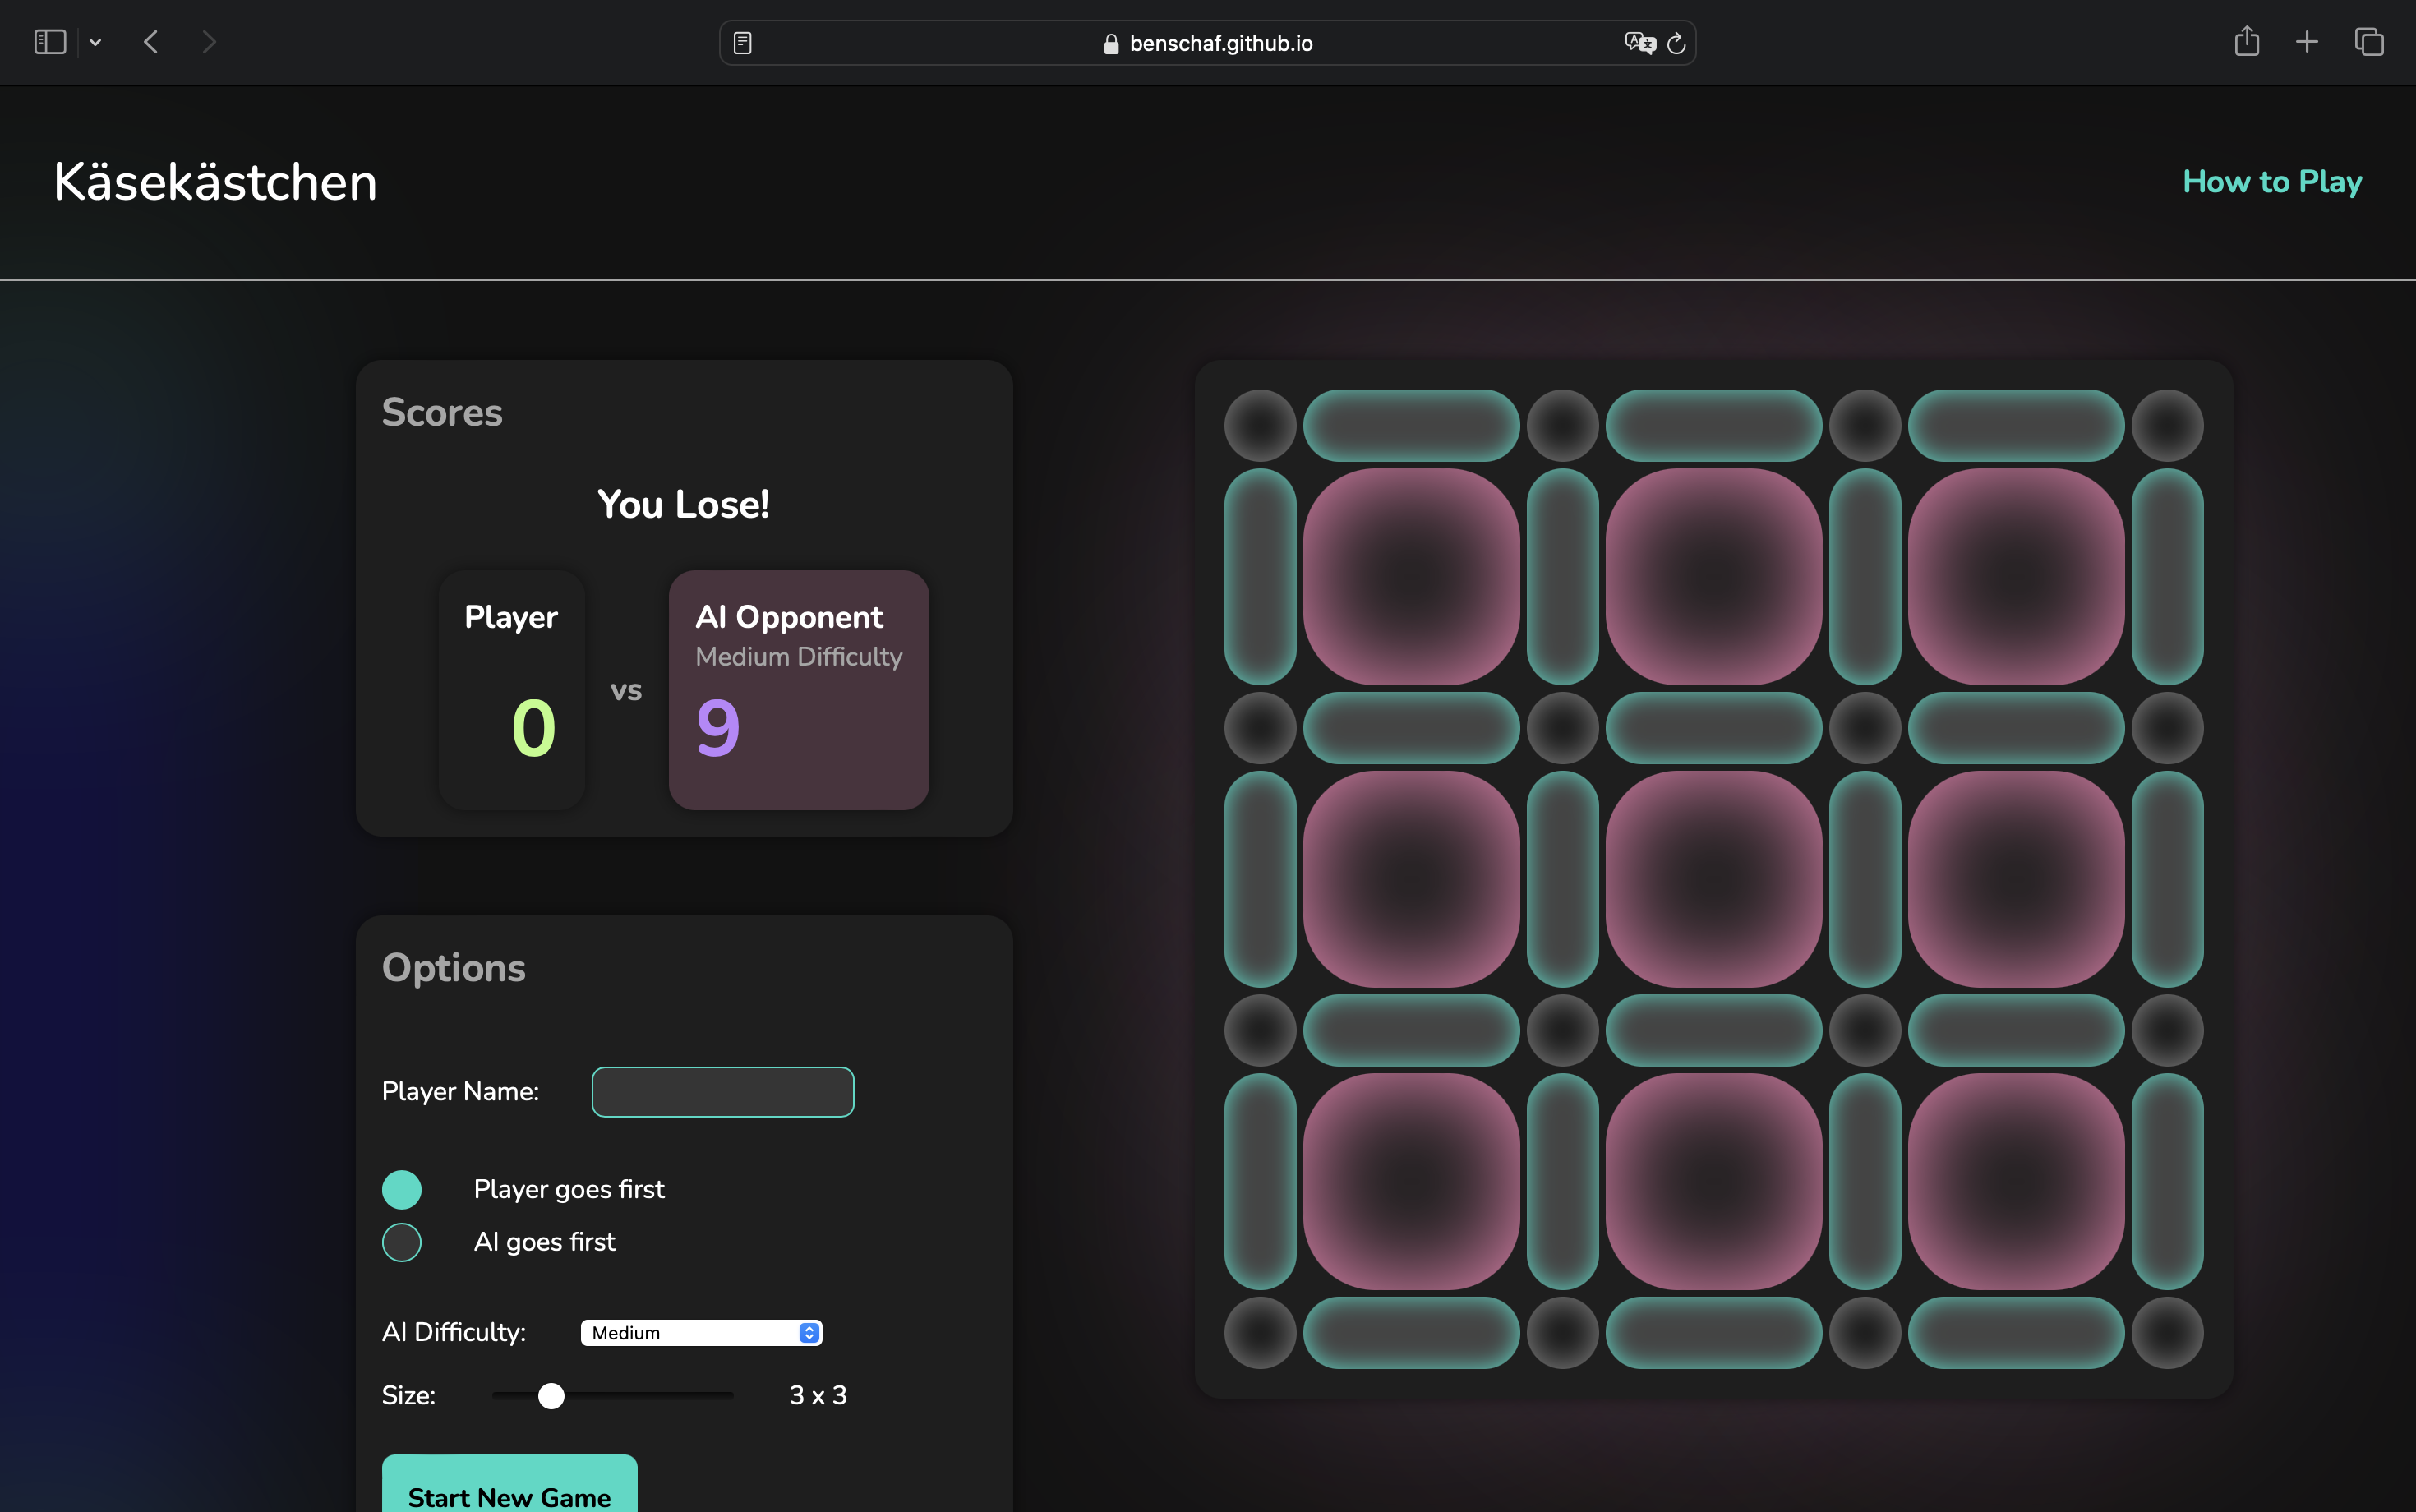 benschaf.github.io
Käsekästchen
How to Play
Scores
You Lose!
Player
0
vs
AI Opponent
Medium Difficulty
9
Options
Player Name:
Player goes first
AI goes first
AI Difficulty:
Medium
Size:
3 x 3
Start New Game